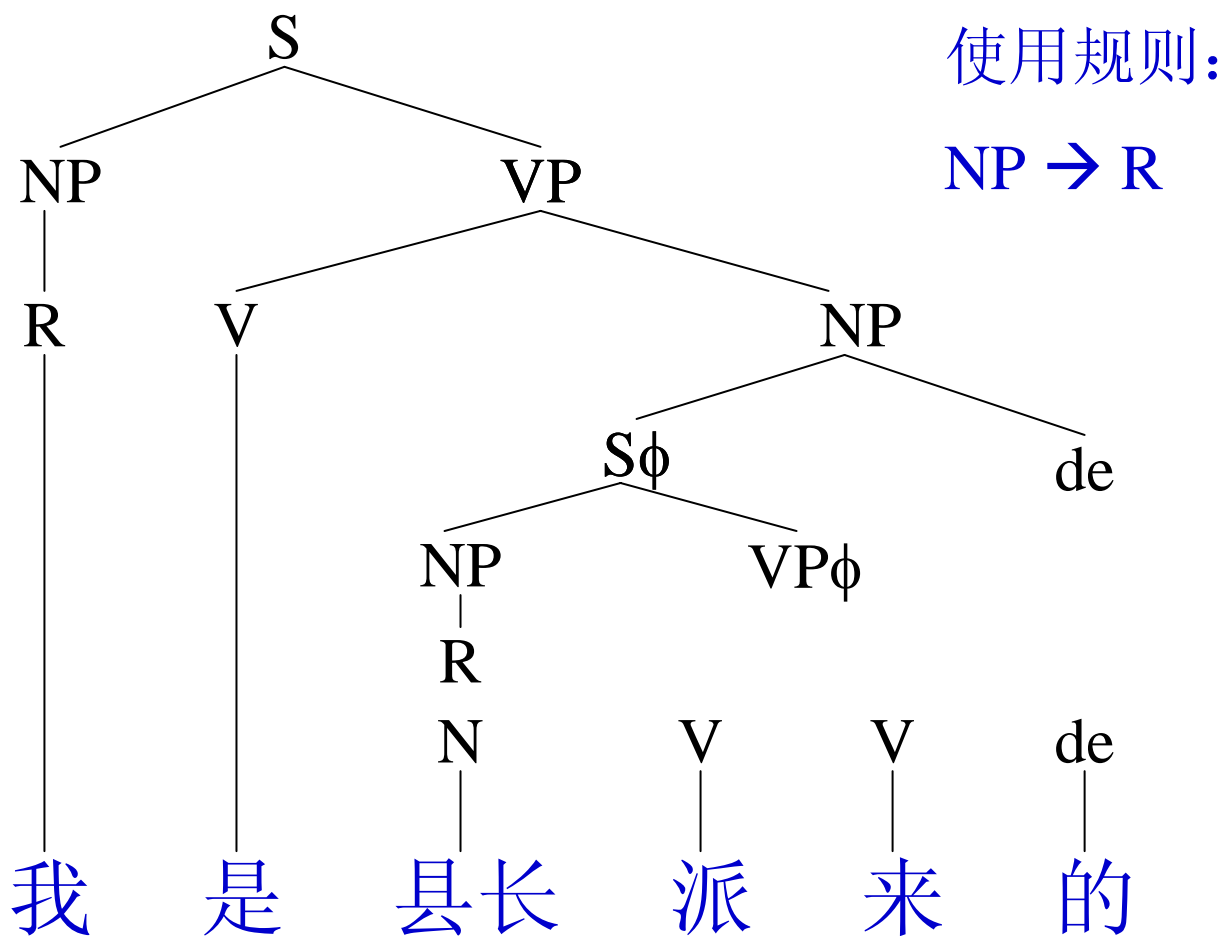 S
使用规则：
NP VP
NP → R
R V NP
Sϕ de
NP VPϕ
R
N V V de
我 是 县长 派 来 的